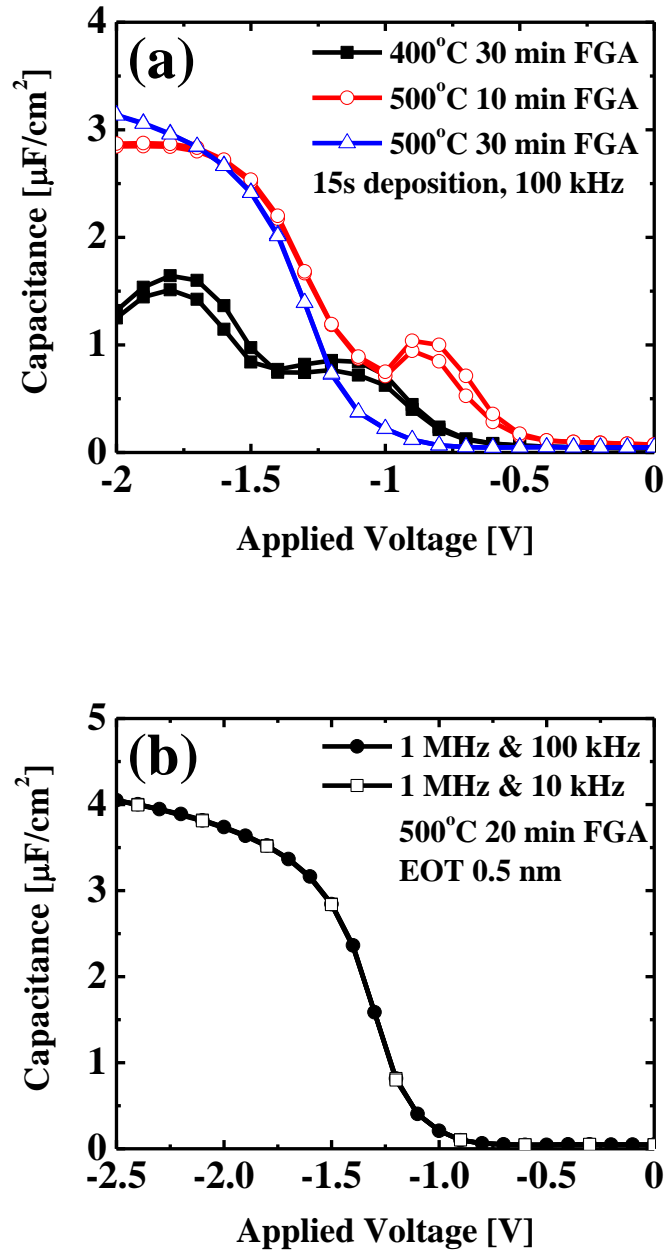 (a)
400°C 30 min FGA
500°C 10 min FGA
500°C 30 min FGA
15s deposition, 100 kHz
4
3
2
1
0
Capacitance [µF/cm²]
-2
-1.5
-1
-0.5
0
Applied Voltage [V]
(b)
1 MHz & 100 kHz
1 MHz & 10 kHz
500°C 20 min FGA
EOT 0.5 nm
5
4
3
2
1
0
Capacitance [µF/cm²]
-2.5
-2.0
-1.5
-1.0
-0.5
0
Applied Voltage [V]